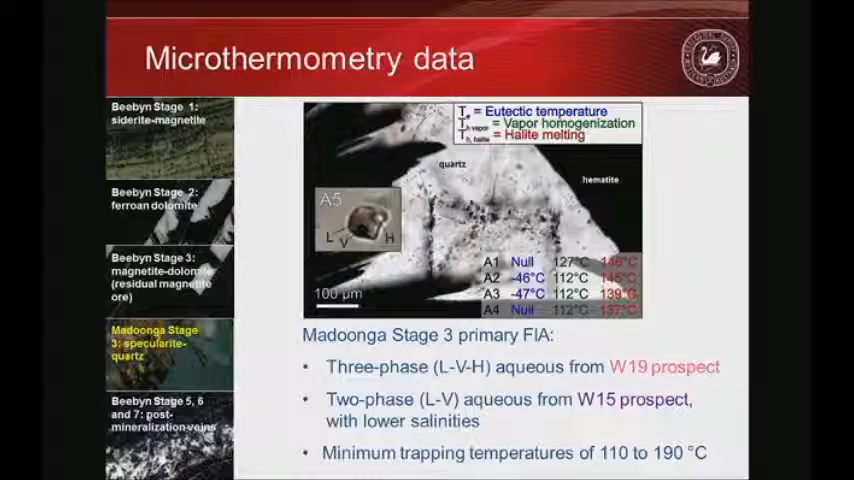 Microthermometry data
Beebyn Stage 1:
siderite-magnetite
Beebyn Stage 2:
ferroan dolomite
Beebyn Stage 3:
magnetite-dolomite
(residual magnetite
ore)
Madoonga Stage
3: specularite-
quartz
Beebyn Stage 5, 6
and 7: post-
mineralization veins
Te = Eutectic temperature
Th vapor = Vapor homogenization
Th, halite = Halite melting
quartz
hematite
A5
L V H
A1 Null 127°C 146°C
A2 -46°C 112°C 145°C
A3 -47°C 112°C 139°C
A4 Null 112°C 137°C
100 µm
Madoonga Stage 3 primary FIA:
• Three-phase (L-V-H) aqueous from W19 prospect
• Two-phase (L-V) aqueous from W15 prospect,
with lower salinities
• Minimum trapping temperatures of 110 to 190 °C